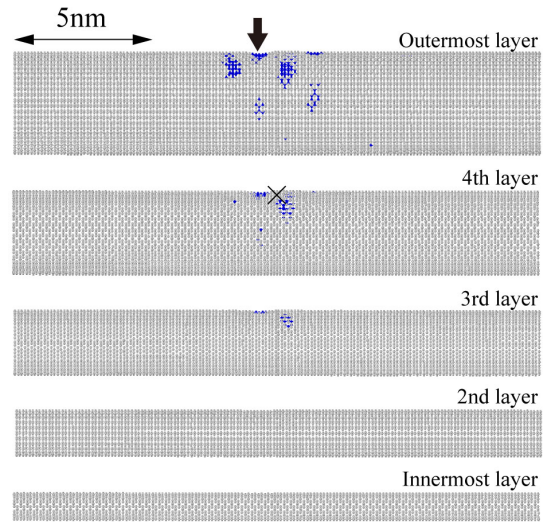 5nm
Outermost layer
4th layer
3rd layer
2nd layer
Innermost layer